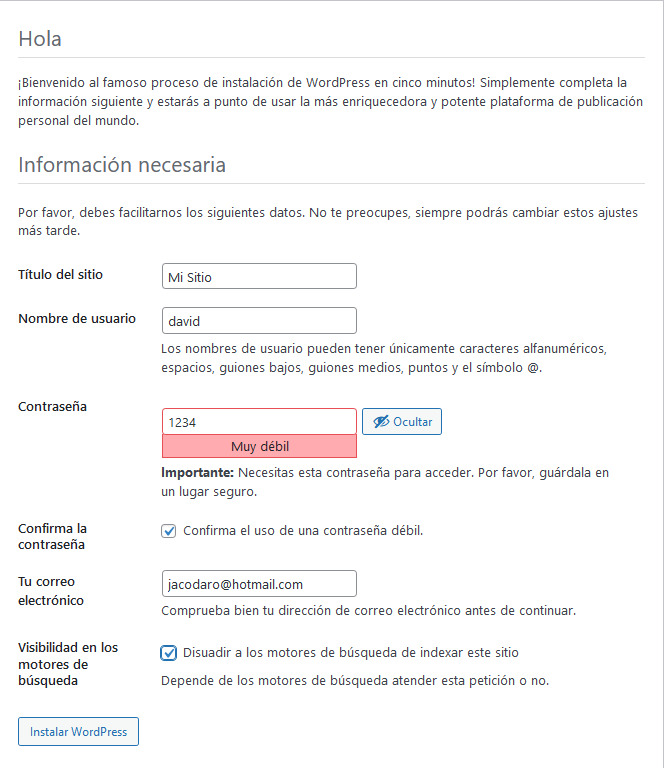 Hola
¡Bienvenido al famoso proceso de instalación de WordPress en cinco minutos! Simplemente completa la
información siguiente y estarás a punto de usar la más enriquecedora y potente plataforma de publicación
personal del mundo.
Información necesaria
Por favor, debes facilitarnos los siguientes datos. No te preocupes, siempre podrás cambiar estos ajustes
más tarde.
Título del sitio
Mi Sitio
Nombre de usuario
david
Los nombres de usuario pueden tener únicamente caracteres alfanuméricos,
espacios, guiones bajos, guiones medios, puntos y el símbolo @.
Contraseña
1234
Ocultar
Muy débil
Importante: Necesitas esta contraseña para acceder. Por favor, guárdala en
un lugar seguro.
Confirma la
contraseña
Confirma el uso de una contraseña débil.
Tu correo
electrónico
jacodaro@hotmail.com
Comprueba bien tu dirección de correo electrónico antes de continuar.
Visibilidad en los
motores de
búsqueda
Disuadir a los motores de búsqueda de indexar este sitio
Depende de los motores de búsqueda atender esta petición o no.
Instalar WordPress